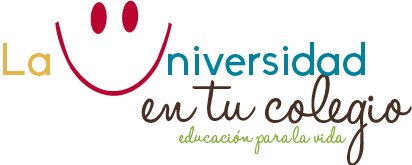 La Universidad
en tu colegio
educación para la vida